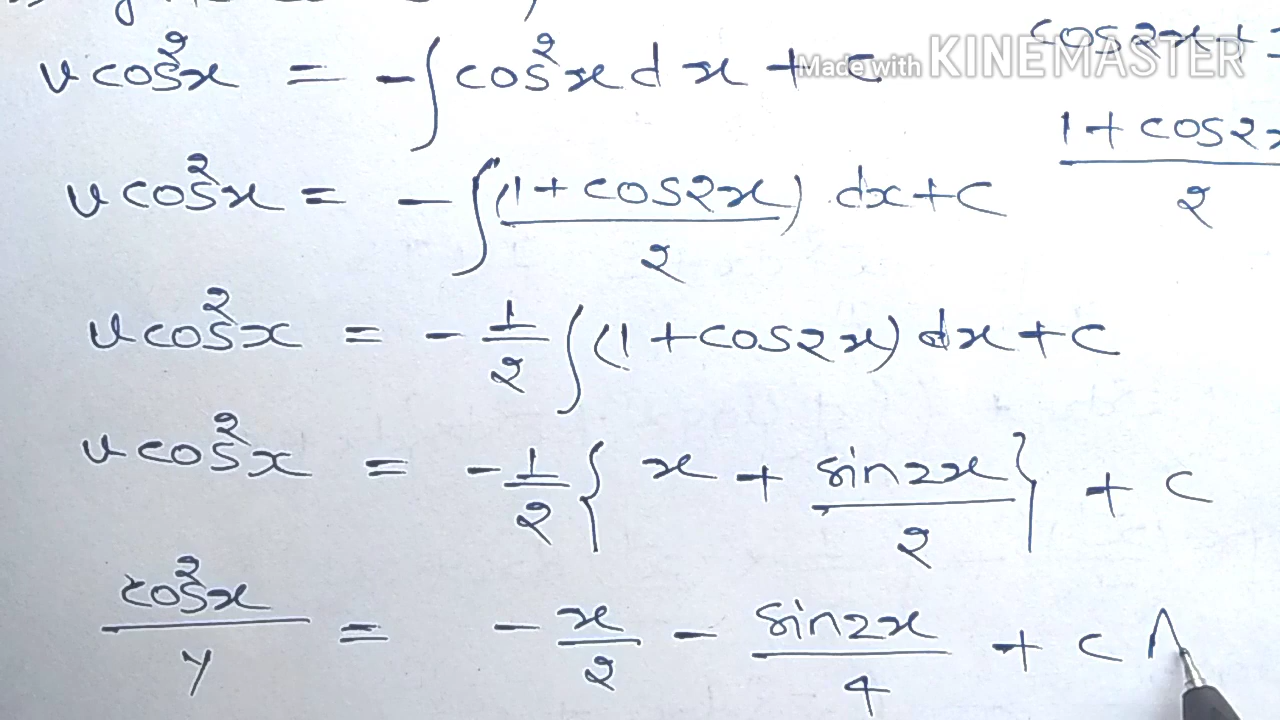 v cos²x = - ∫ cos²x dx + c
cos2x +
Made with KINEMASTER
1 + cos2x / 2
v cos²x = - ∫ (1 + cos2x) / 2 dx + c
v cos²x = - 1/2 ∫ (1 + cos2x) dx + c
v cos²x = - 1/2 { x + sin2x / 2 } + c
cos²x / y = - x/2 - sin2x / 4 + c